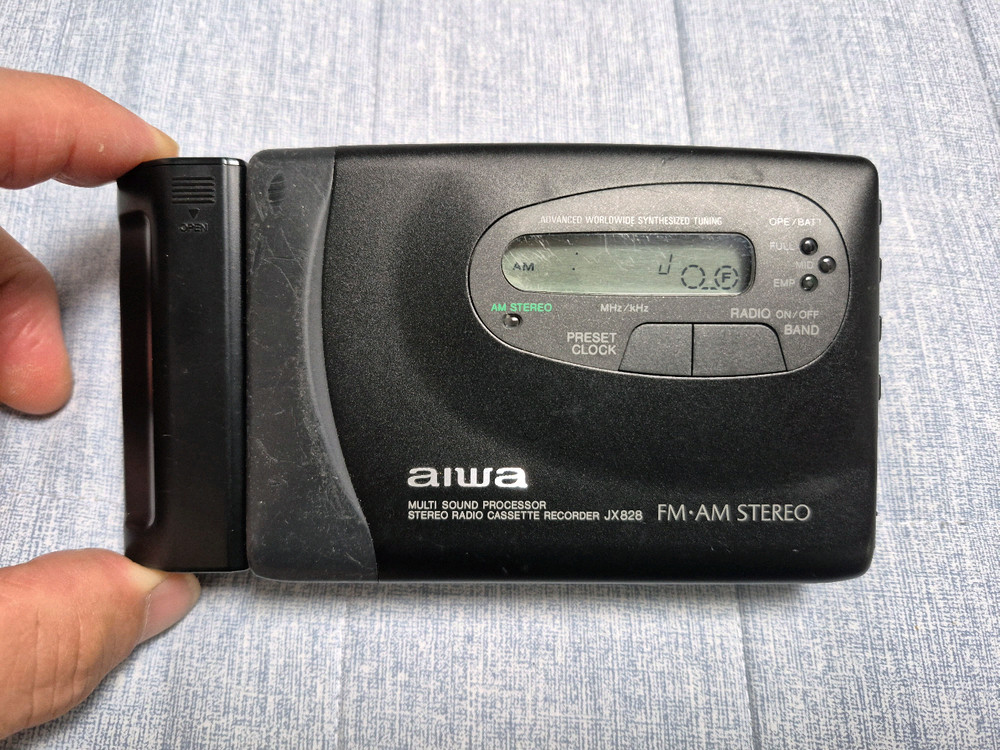 OPEN
ADVANCED WORLDWIDE SYNTHESIZED TUNING
OPE/BATT
FULL
MID
EMP
AM
F
AM STEREO
MHz/kHz
RADIO ON/OFF
BAND
PRESET
CLOCK
aiwa
MULTI SOUND PROCESSOR
STEREO RADIO CASSETTE RECORDER JX828
FM·AM STEREO